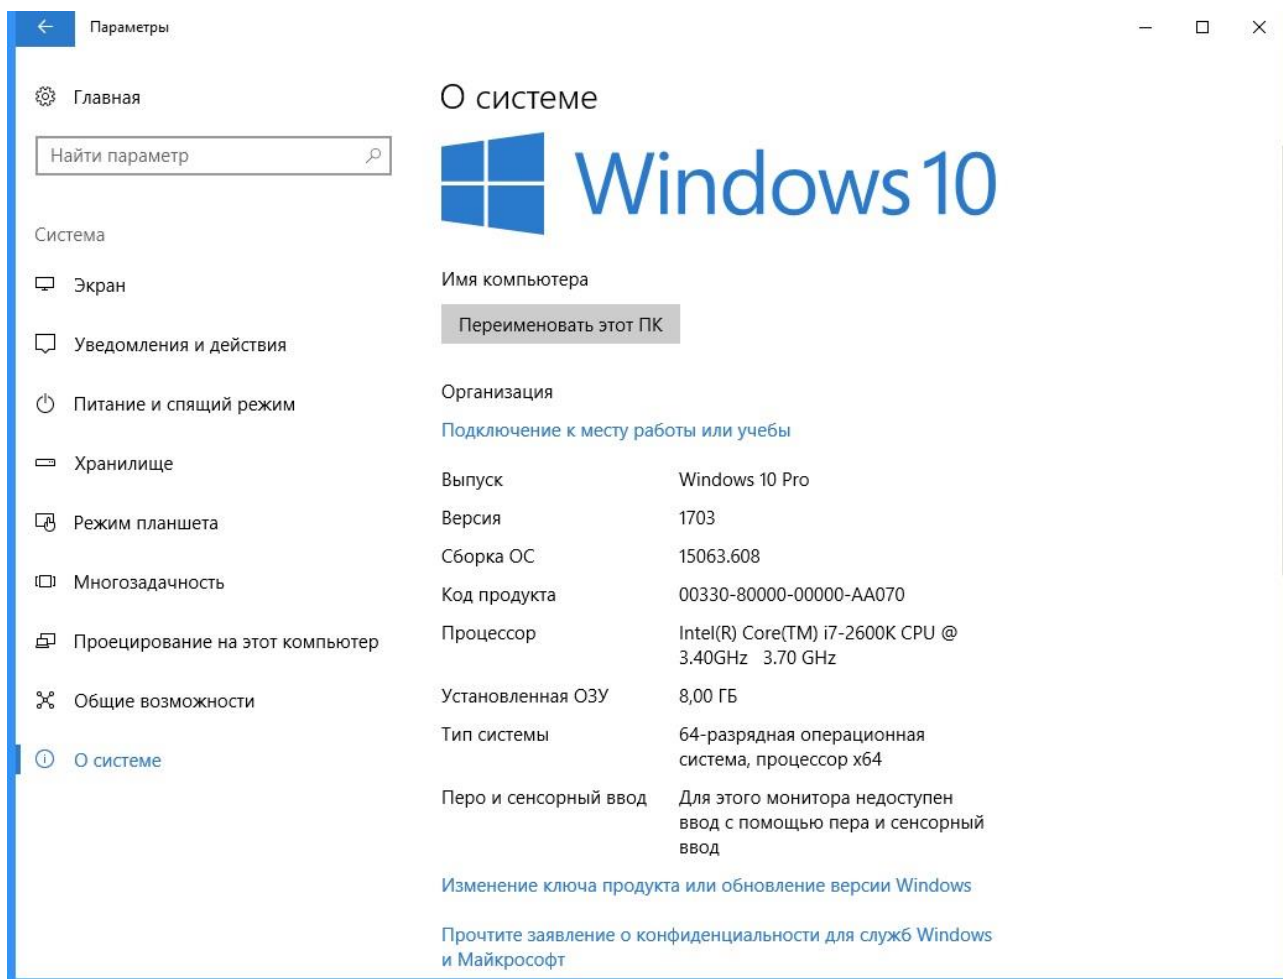 Параметры
Главная
Найти параметр
Система
Экран
Уведомления и действия
Питание и спящий режим
Хранилище
Режим планшета
Многозадачность
Проецирование на этот компьютер
Общие возможности
О системе
О системе
Windows 10
Имя компьютера
Переименовать этот ПК
Организация
Подключение к месту работы или учебы
Выпуск Windows 10 Pro
Версия 1703
Сборка ОС 15063.608
Код продукта 00330-80000-00000-AA070
Процессор Intel(R) Core(TM) i7-2600K CPU @
3.40GHz 3.70 GHz
Установленная ОЗУ 8,00 ГБ
Тип системы 64-разрядная операционная
система, процессор x64
Перо и сенсорный ввод Для этого монитора недоступен
ввод с помощью пера и сенсорный
ввод
Изменение ключа продукта или обновление версии Windows
Прочтите заявление о конфиденциальности для служб Windows
и Майкрософт